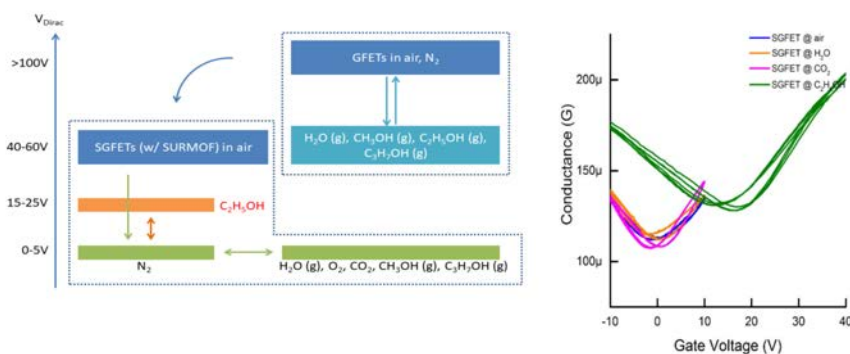 V_Dirac
>100V
GFETs in air, N₂
H₂O (g), CH₃OH (g), C₂H₅OH (g),
C₃H₇OH (g)
40-60V
SGFETs (w/ SURMOF) in air
15-25V
C₂H₅OH
0-5V
N₂
H₂O (g), O₂, CO₂, CH₃OH (g), C₃H₇OH (g)
SGFET @ air
SGFET @ H₂O
SGFET @ CO₂
SGFET @ C₂H₅OH
Conductance (G)
200μ
150μ
100μ
-10
0
10
20
30
40
Gate Voltage (V)